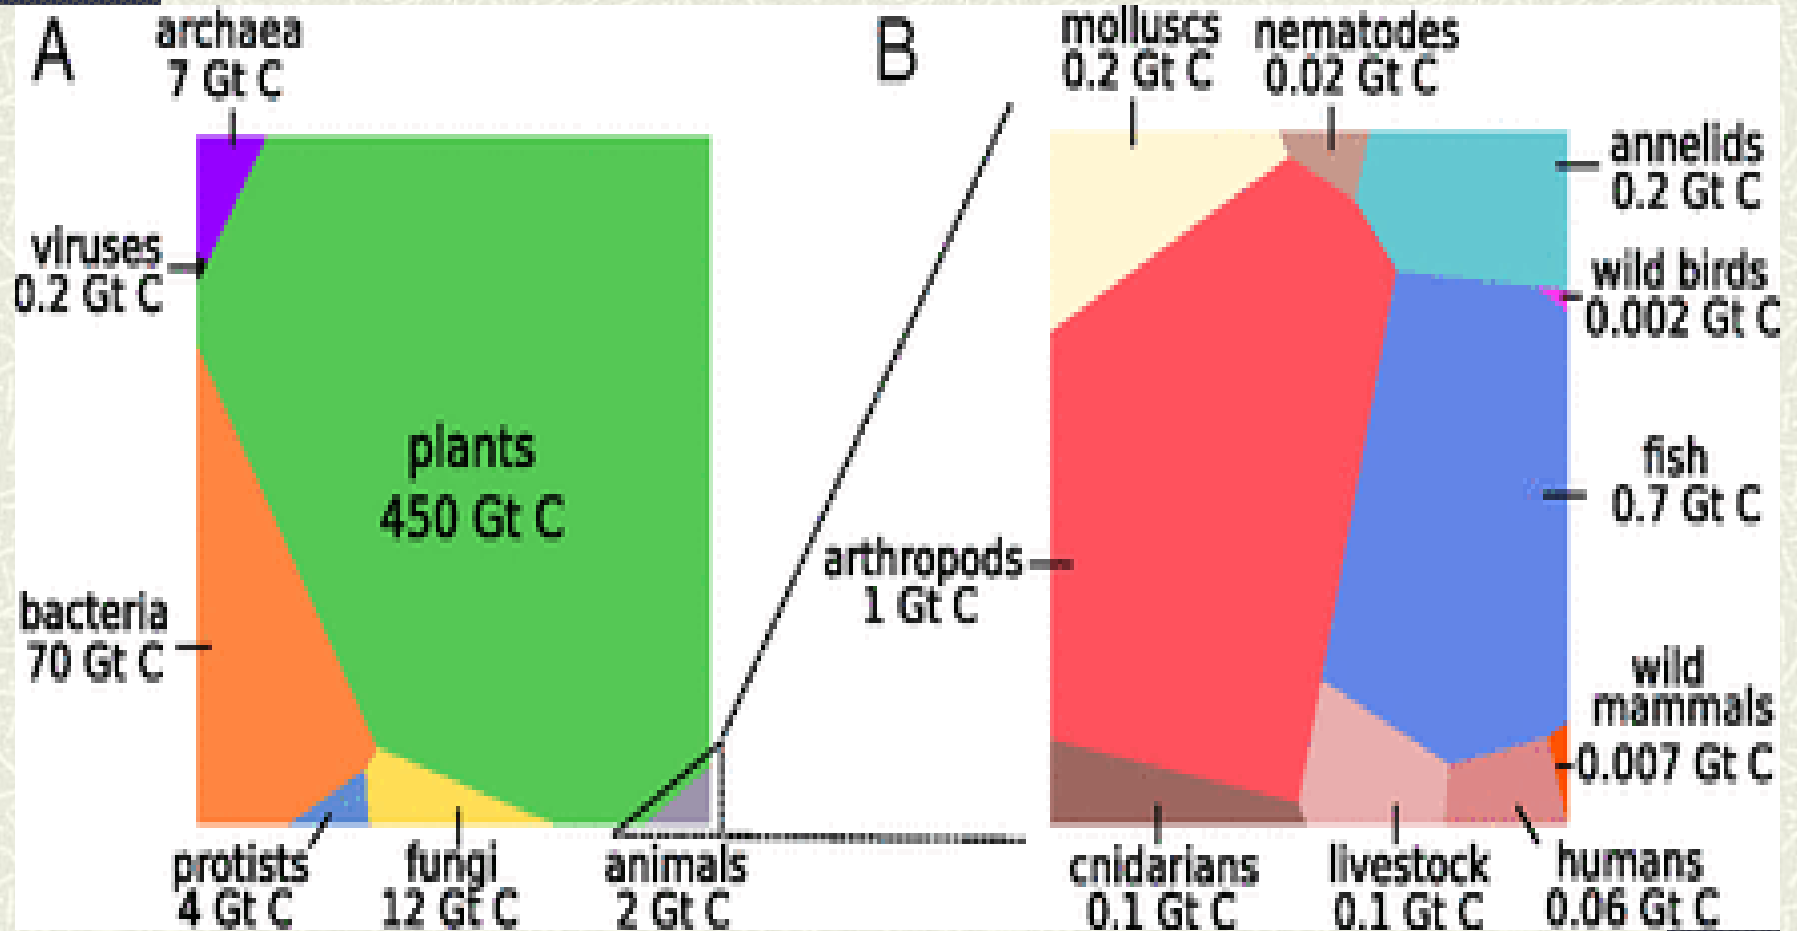 A
archaea
7 Gt C
viruses
0.2 Gt C
plants
450 Gt C
bacteria
70 Gt C
protists
4 Gt C
fungi
12 Gt C
animals
2 Gt C
B
molluscs
0.2 Gt C
nematodes
0.02 Gt C
annelids
0.2 Gt C
wild birds
0.002 Gt C
fish
0.7 Gt C
arthropods
1 Gt C
wild
mammals
0.007 Gt C
cnidarians
0.1 Gt C
livestock
0.1 Gt C
humans
0.06 Gt C